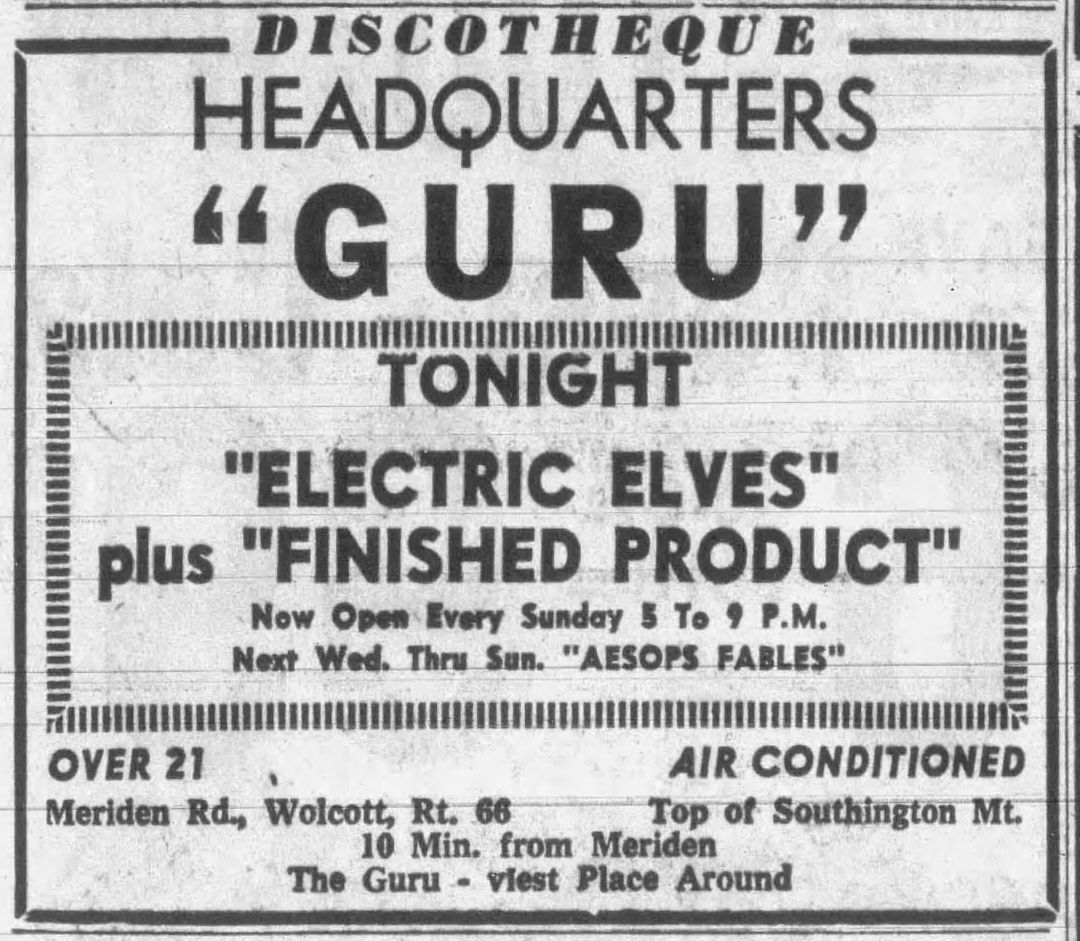 DISCOTHEQUE
HEADQUARTERS
"GURU"
TONIGHT
"ELECTRIC ELVES"
plus "FINISHED PRODUCT"
Now Open Every Sunday 5 To 9 P.M.
Next Wed. Thru Sun. "AESOPS FABLES"
OVER 21 AIR CONDITIONED
Meriden Rd., Wolcott, Rt. 66 Top of Southington Mt.
10 Min. from Meriden
The Guru - viest Place Around